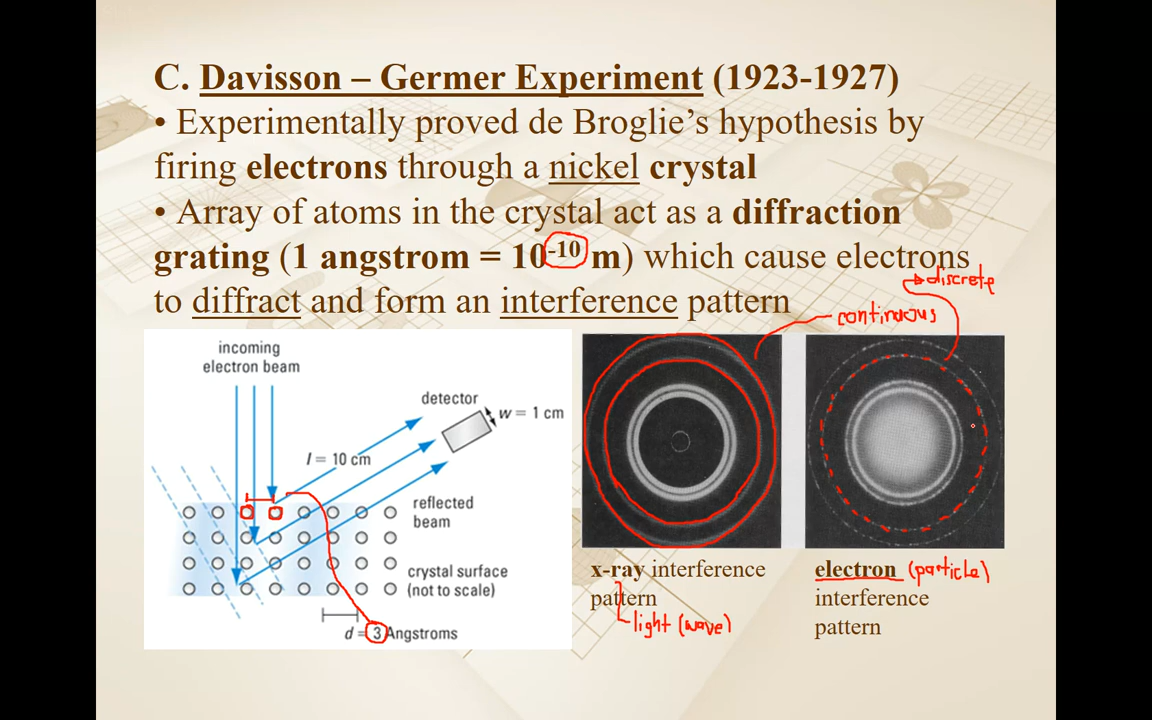 C. Davisson – Germer Experiment (1923-1927)
• Experimentally proved de Broglie’s hypothesis by
firing electrons through a nickel crystal
• Array of atoms in the crystal act as a diffraction
grating (1 angstrom = 10⁻¹⁰ m) which cause electrons
to diffract and form an interference pattern
discrete
continuous
incoming
electron beam
detector
w = 1 cm
l = 10 cm
reflected
beam
crystal surface
(not to scale)
d = 3 Angstroms
x-ray interference
pattern
light (wave)
electron (particle)
interference
pattern